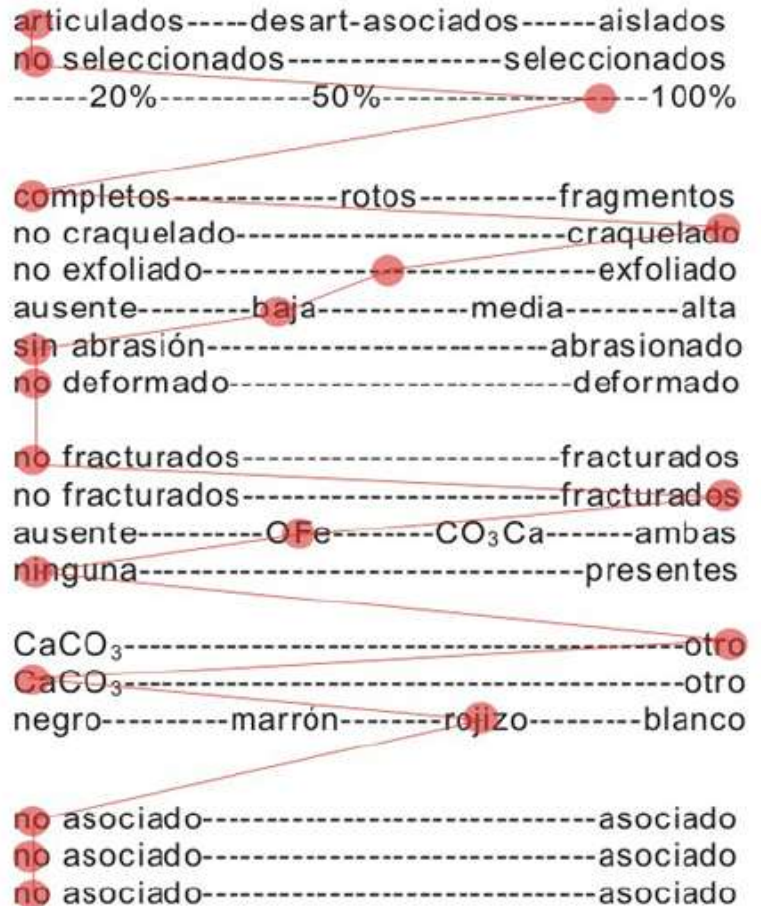 articulados-----desart-asociados------aislados
no seleccionados-----------------seleccionados
------20%-------------50%----------------------100%
completos--------------rotos-----------fragmentos
no craquelado---------------------------craquelado
no exfoliado---------------------------------exfoliado
ausente---------baja-------------media---------alta
sin abrasión----------------------------abrasionado
no deformado----------------------------deformado
no fracturados--------------------------fracturados
no fracturados--------------------------fracturados
ausente----------OFe---------CO₃Ca-------ambas
ninguna------------------------------------presentes
CaCO₃----------------------------------------------otro
CaCO₃----------------------------------------------otro
negro----------marrón--------rojizo---------blanco
no asociado--------------------------------asociado
no asociado--------------------------------asociado
no asociado--------------------------------asociado